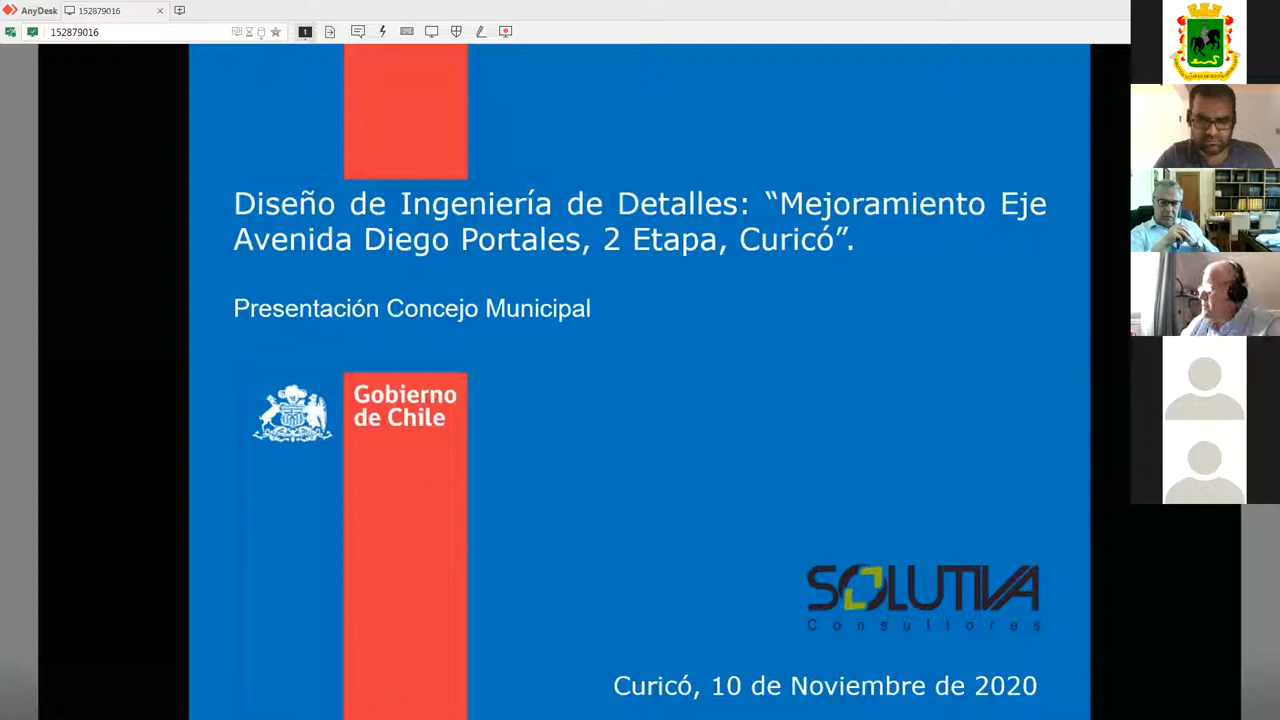 AnyDesk
152879016
152879016
1
Diseño de Ingeniería de Detalles: “Mejoramiento Eje
Avenida Diego Portales, 2 Etapa, Curicó”.
Presentación Concejo Municipal
Gobierno
de Chile
SOLUTIVA
Consultores
Curicó, 10 de Noviembre de 2020